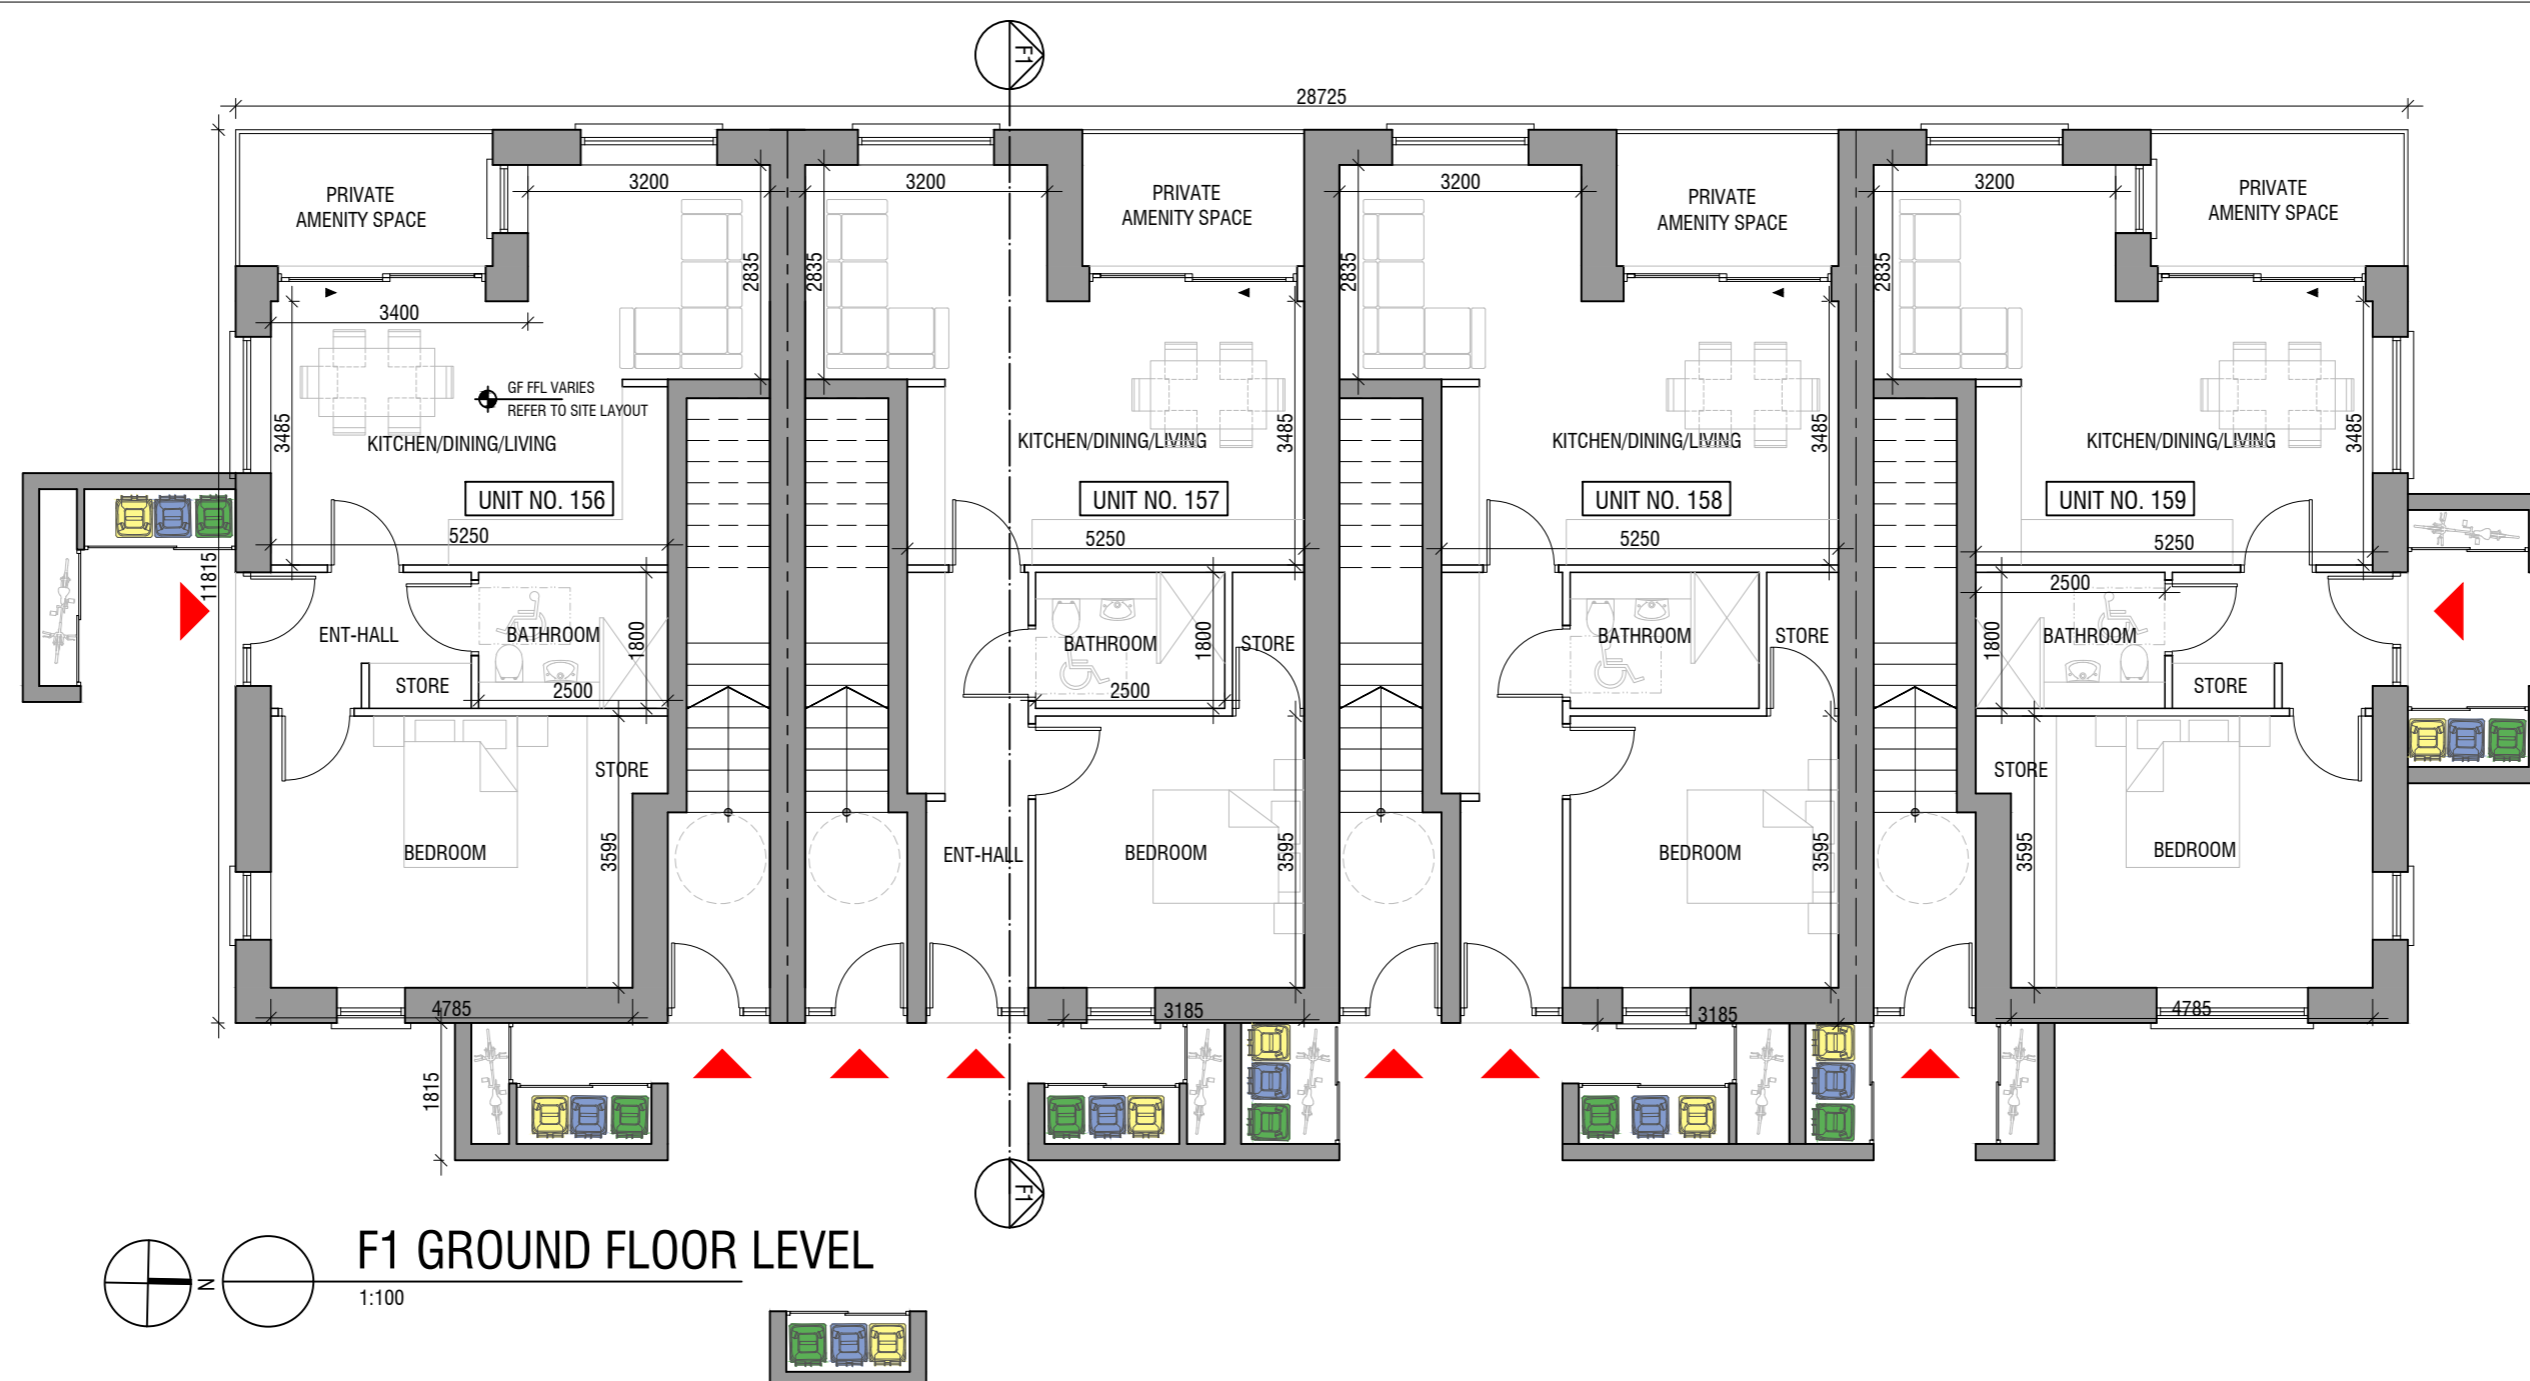 F1
28725
3200
3200
3200
3200
PRIVATE
AMENITY SPACE
PRIVATE
AMENITY SPACE
PRIVATE
AMENITY SPACE
PRIVATE
AMENITY SPACE
2835
2835
2835
2835
3400
GF FFL VARIES
REFER TO SITE LAYOUT
3485
3485
3485
3485
KITCHEN/DINING/LIVING
KITCHEN/DINING/LIVING
KITCHEN/DINING/LIVING
KITCHEN/DINING/LIVING
UNIT NO. 156
UNIT NO. 157
UNIT NO. 158
UNIT NO. 159
5250
5250
5250
5250
11815
2500
ENT-HALL
BATHROOM
1800
BATHROOM
1800
STORE
BATHROOM
STORE
1800
BATHROOM
STORE
2500
2500
STORE
STORE
STORE
BEDROOM
3595
ENT-HALL
BEDROOM
3595
BEDROOM
3595
3595
BEDROOM
4785
3185
3185
4785
1815
F1
F1 GROUND FLOOR LEVEL
N
1:100